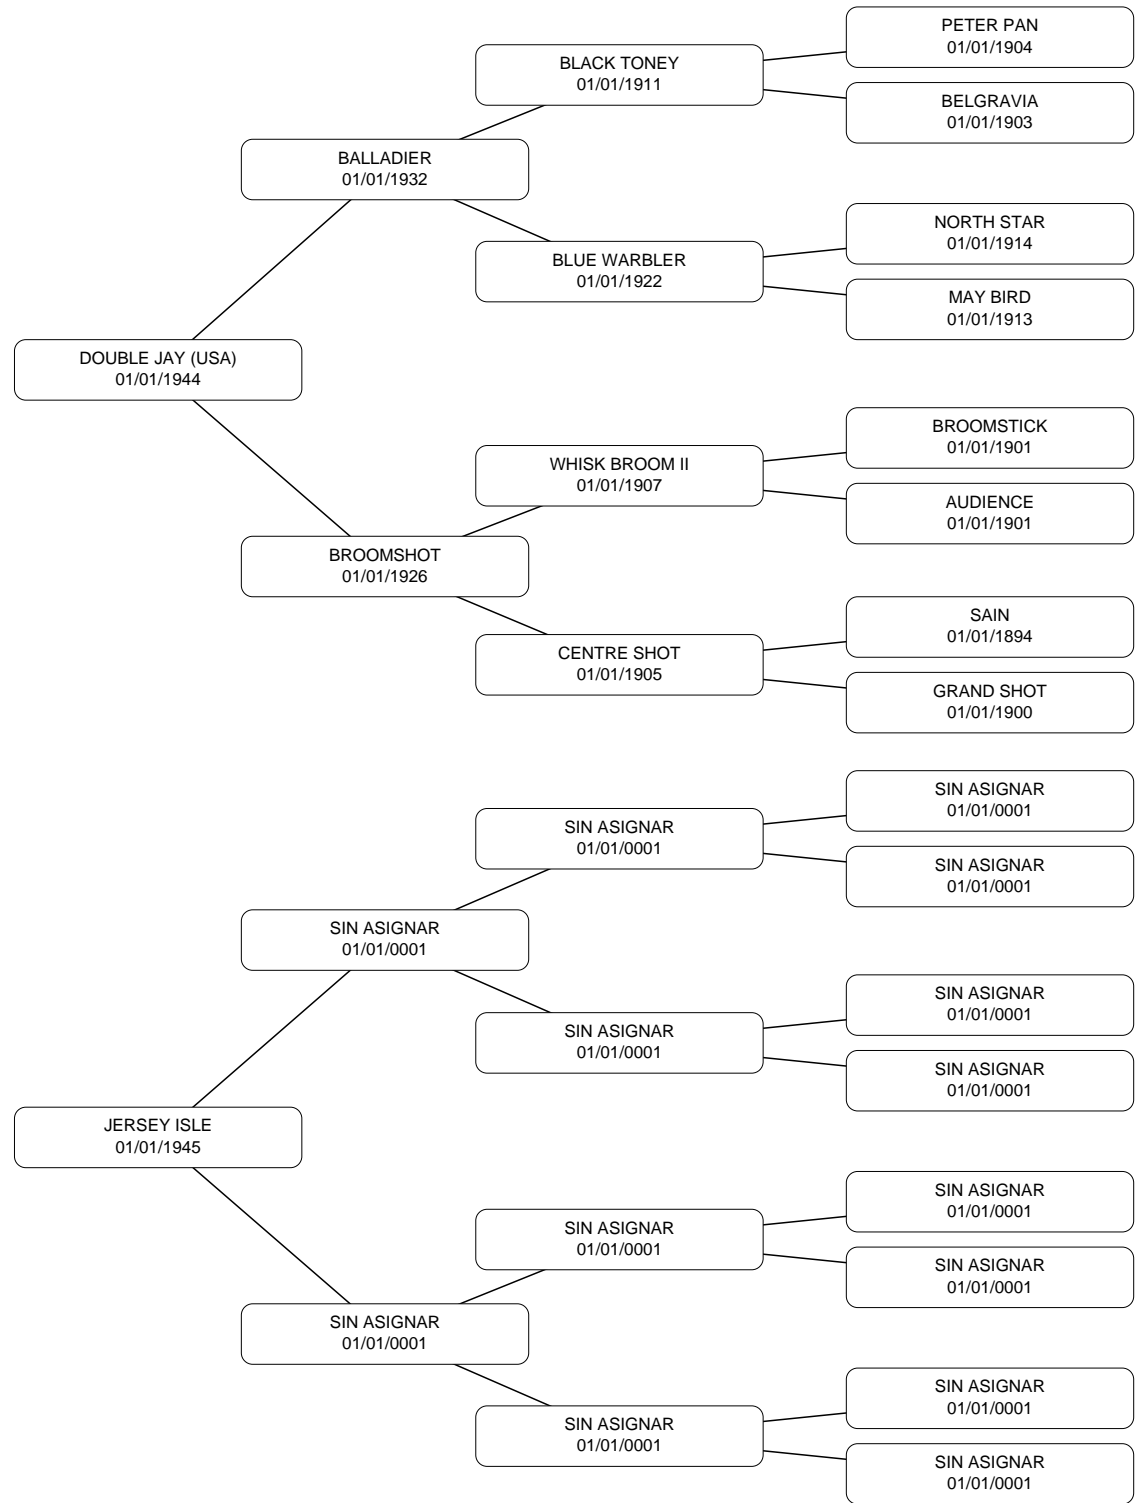 PETER PAN
01/01/1904
BLACK TONEY
01/01/1911
BELGRAVIA
01/01/1903
BALLADIER
01/01/1932
NORTH STAR
01/01/1914
BLUE WARBLER
01/01/1922
MAY BIRD
01/01/1913
DOUBLE JAY (USA)
01/01/1944
BROOMSTICK
01/01/1901
WHISK BROOM II
01/01/1907
AUDIENCE
01/01/1901
BROOMSHOT
01/01/1926
SAIN
01/01/1894
CENTRE SHOT
01/01/1905
GRAND SHOT
01/01/1900
SIN ASIGNAR
01/01/0001
SIN ASIGNAR
01/01/0001
SIN ASIGNAR
01/01/0001
SIN ASIGNAR
01/01/0001
SIN ASIGNAR
01/01/0001
SIN ASIGNAR
01/01/0001
SIN ASIGNAR
01/01/0001
JERSEY ISLE
01/01/1945
SIN ASIGNAR
01/01/0001
SIN ASIGNAR
01/01/0001
SIN ASIGNAR
01/01/0001
SIN ASIGNAR
01/01/0001
SIN ASIGNAR
01/01/0001
SIN ASIGNAR
01/01/0001
SIN ASIGNAR
01/01/0001